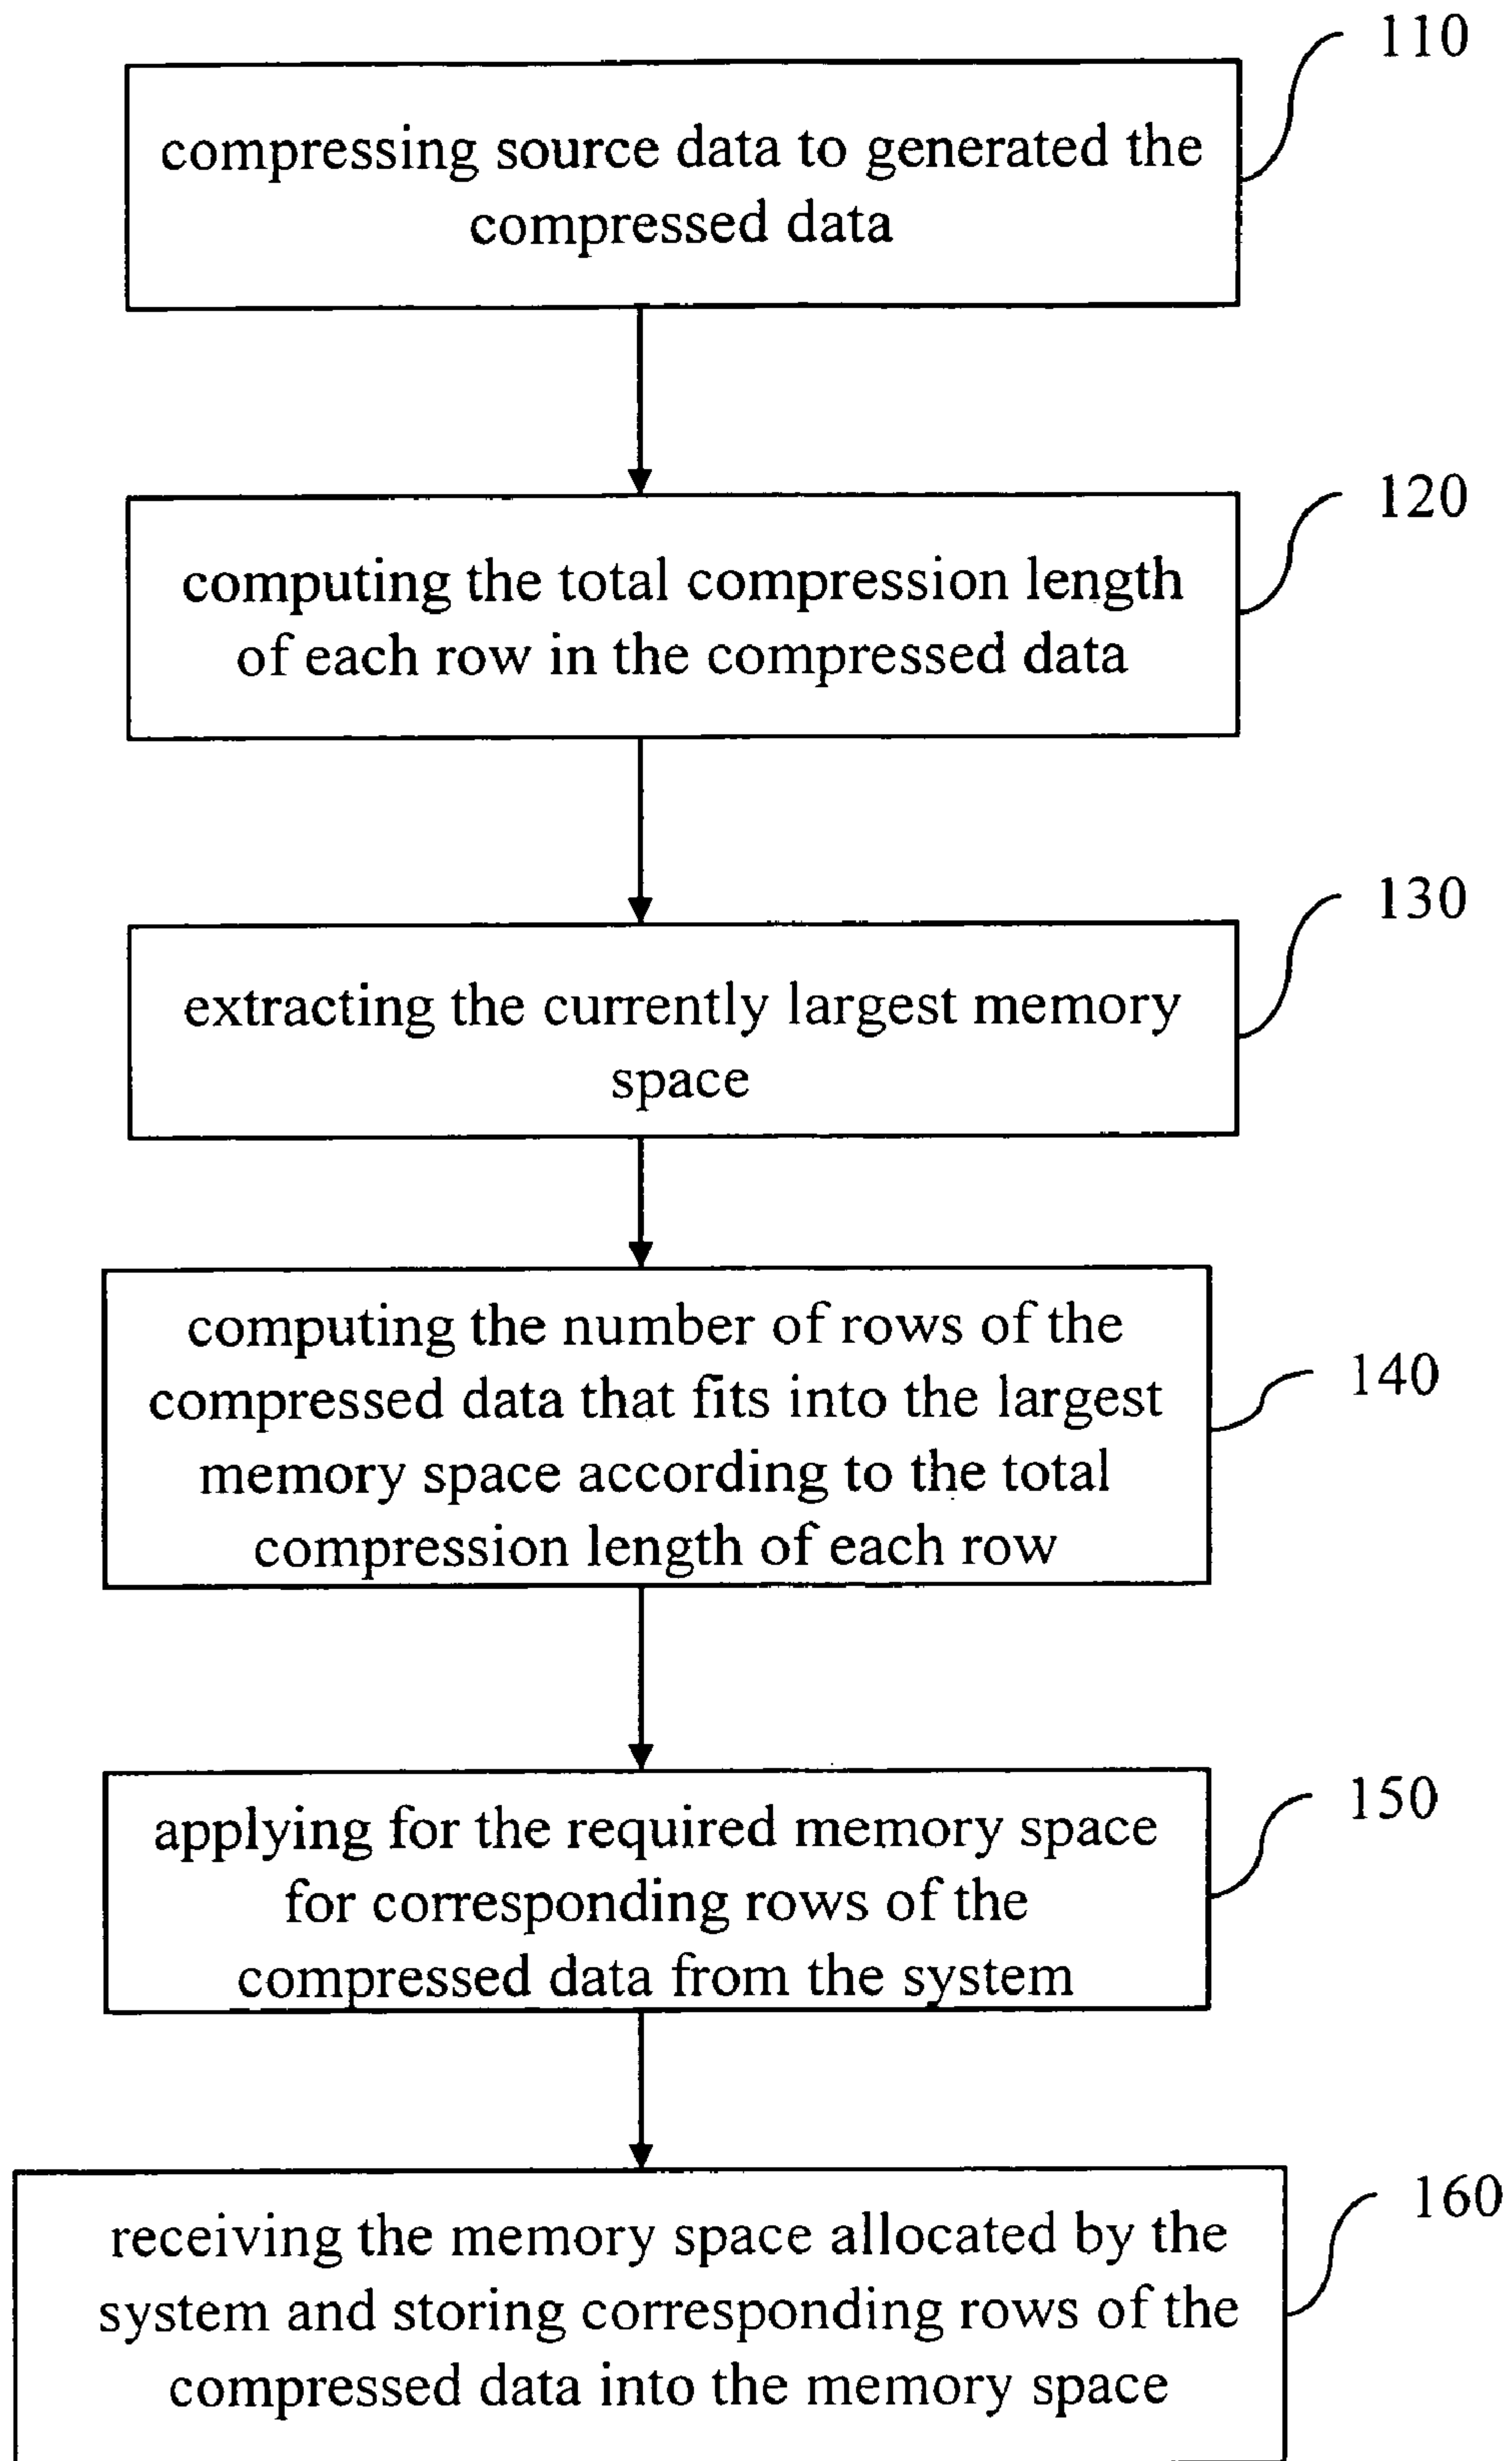 110
compressing source data to generated the
compressed data
120
computing the total compression length
of each row in the compressed data
130
extracting the currently largest memory
space
computing the number of rows of the
compressed data that fits into the largest
140
memory space according to the total
compression length of each row
150
applying for the required memory space
for corresponding rows of the
compressed data from the system
160
receiving the memory space allocated by the
system and storing corresponding rows of the
compressed data into the memory space